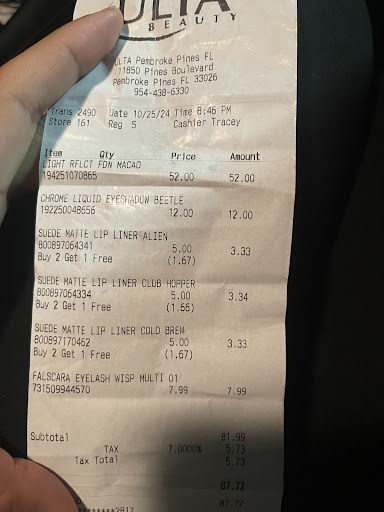 ULTA
BEAUTY
ULTA Pembroke Pines FL
11850 Pines Boulevard
Pembroke Pines FL 33026
954-438-6330
Trans 2490 Date 10/25/24 Time 8:46 PM
Store 161 Reg 5 Cashier Tracey
Item Qty Price Amount
LIGHT RFLCT FDN MACAO
194251070865 52.00 52.00
CHROME LIQUID EYESHADOW BEETLE
192250048656 12.00 12.00
SUEDE MATTE LIP LINER ALIEN
800897064341 5.00 3.33
Buy 2 Get 1 Free (1.67)
SUEDE MATTE LIP LINER CLUB HOPPER
800897064334 5.00 3.34
Buy 2 Get 1 Free (1.66)
SUEDE MATTE LIP LINER COLD BREW
800897170462 5.00 3.33
Buy 2 Get 1 Free (1.67)
FALSCARA EYELASH WISP MULTI 01
731509944570 7.99 7.99
Subtotal 81.99
TAX 7.0000% 5.73
Tax Total 5.73
87.72
87.72